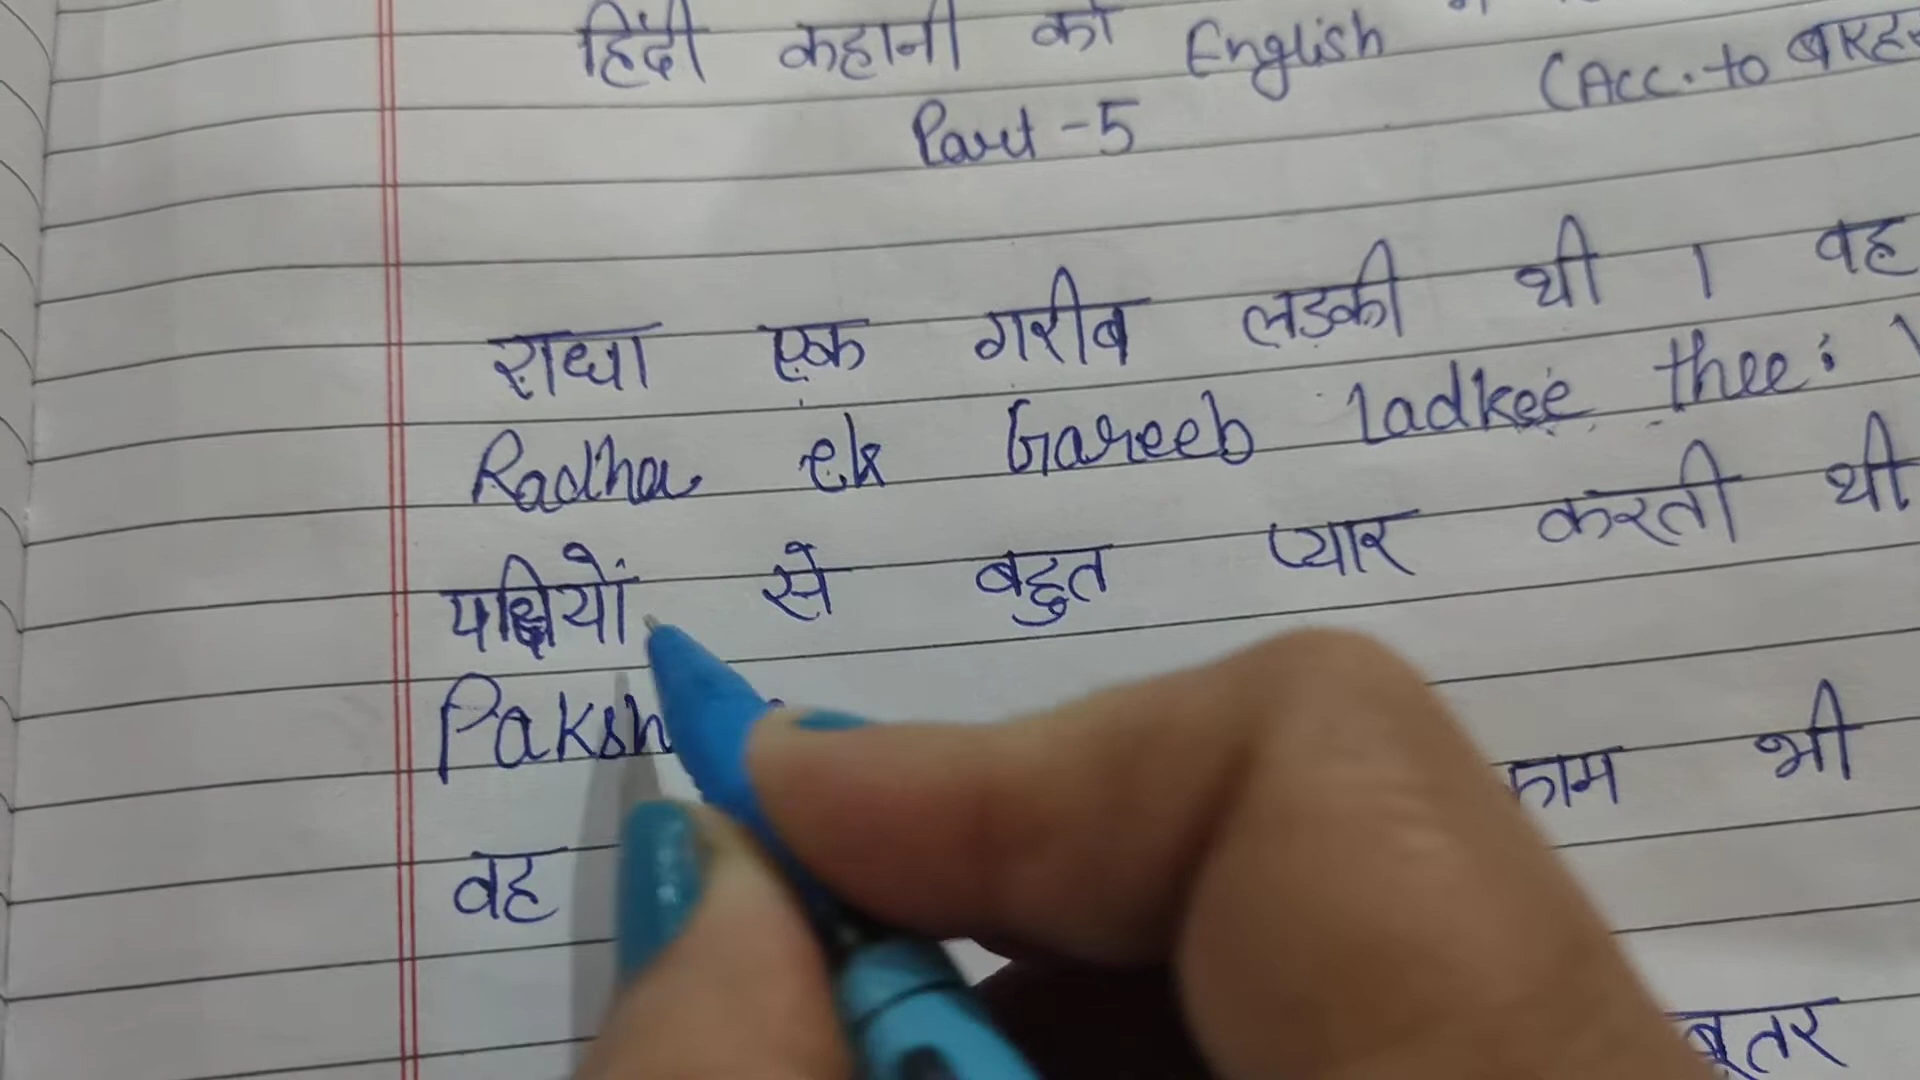 हिंदी कहानी को English में
(Acc. to
Part-5
राधा एक गरीब लड़की थी । वह
Radha ek Gareeb ladkee thee:
पक्षियों से बहुत प्यार करती थी
Paksh
काम भी
वह